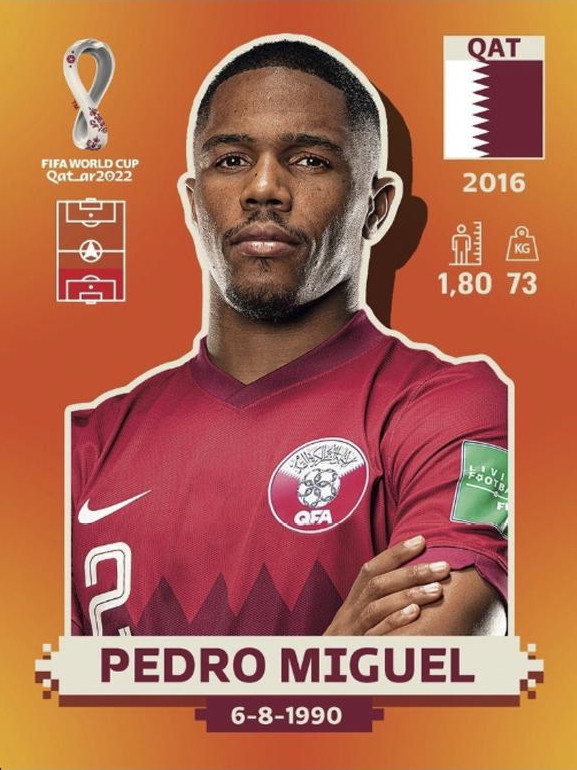 FIFA WORLD CUP
Qatar2022
QAT
2016
KG
1,80 73
QFA
2
PEDRO MIGUEL
6-8-1990